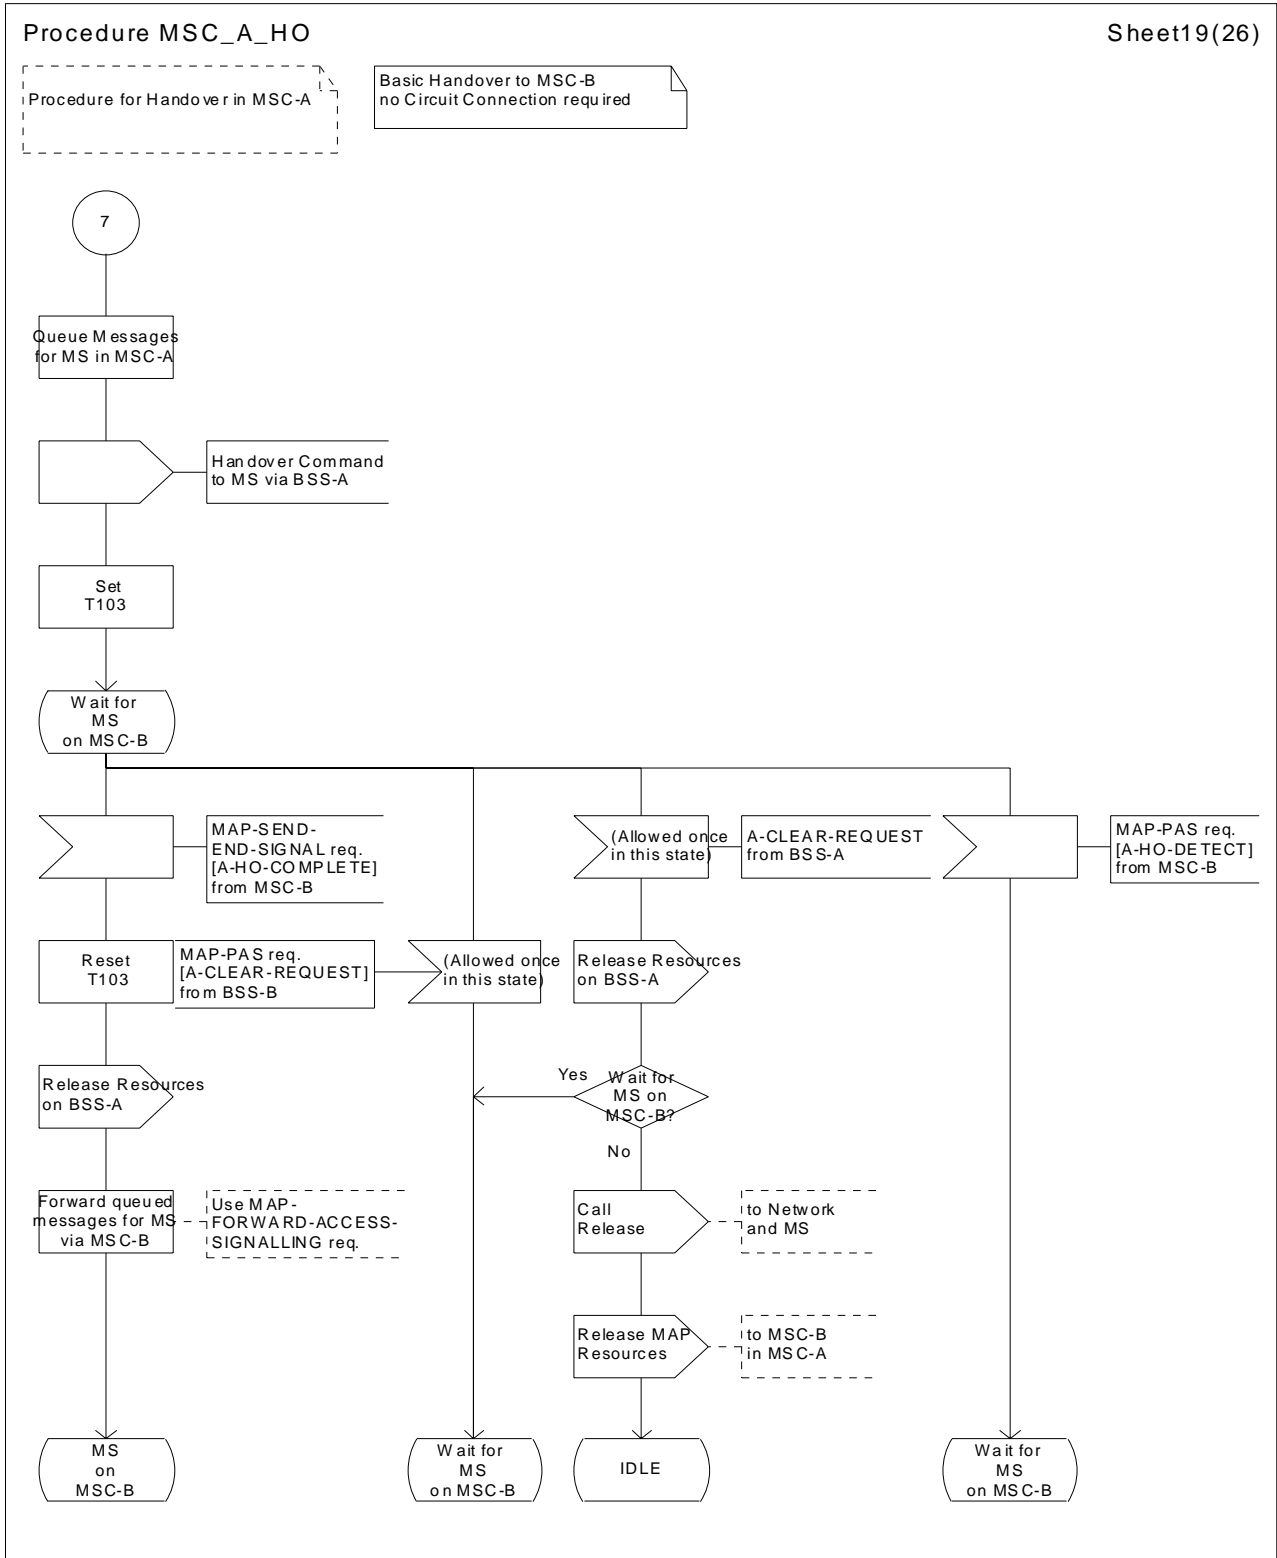 Procedure MSC_A_HO
Sheet19(26)
Procedure for Handover in MSC-A
Basic Handover to MSC-B
no Circuit Connection required
7
Queue Messages
for MS in MSC-A
Handover Command
to MS via BSS-A
Set
T103
Wait for
MS
on MSC-B
MAP-SEND-
END-SIGNAL req.
[A-HO-COMPLETE]
from MSC-B
(Allowed once
in this state)
A-CLEAR-REQUEST
from BSS-A
MAP-PAS req.
[A-HO-DETECT]
from MSC-B
Reset
T103
MAP-PAS req.
[A-CLEAR-REQUEST]
from BSS-B
(Allowed once
in this state)
Release Resources
on BSS-A
Release Resources
on BSS-A
Yes
Wait for
MS on
MSC-B?
No
Forward queued
messages for MS
via MSC-B
Use MAP-
FORWARD-ACCESS-
SIGNALLING req.
Call
Release
to Network
and MS
Release MAP
Resources
to MSC-B
in MSC-A
MS
on
MSC-B
Wait for
MS
on MSC-B
IDLE
Wait for
MS
on MSC-B